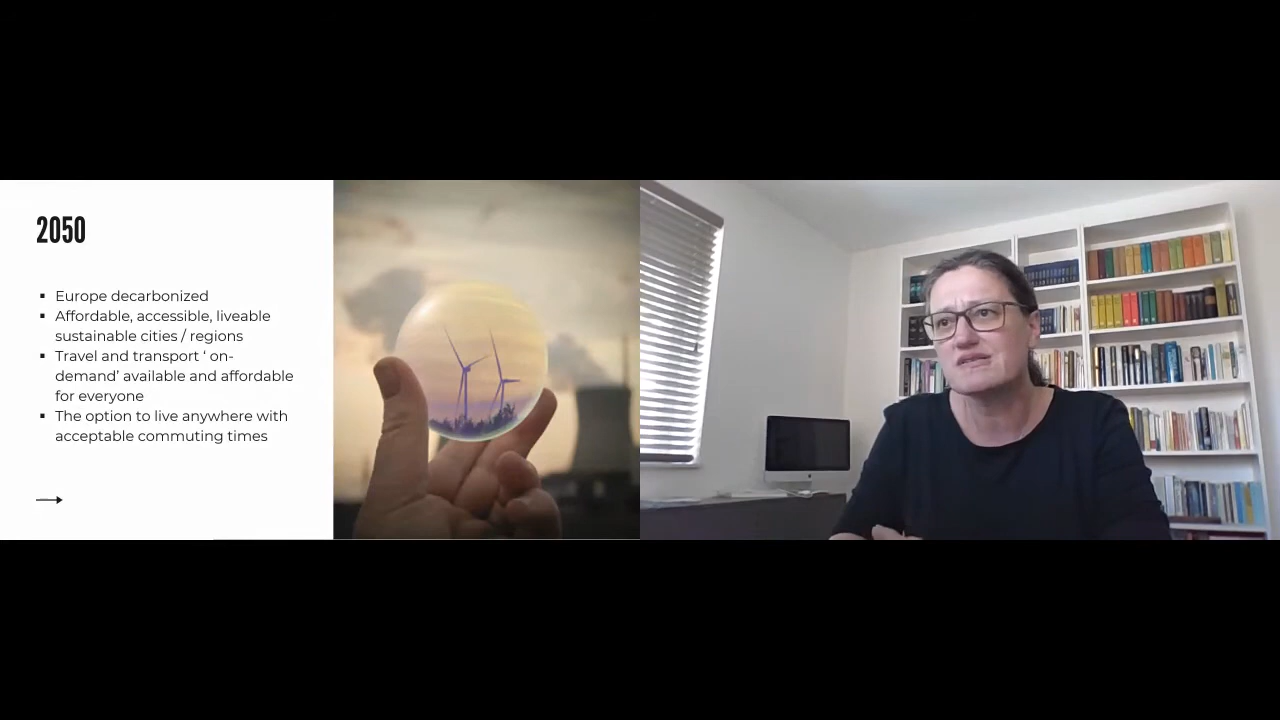 2050
▪ Europe decarbonized
▪ Affordable, accessible, liveable
sustainable cities / regions
▪ Travel and transport ‘ on-
demand’ available and affordable
for everyone
▪ The option to live anywhere with
acceptable commuting times